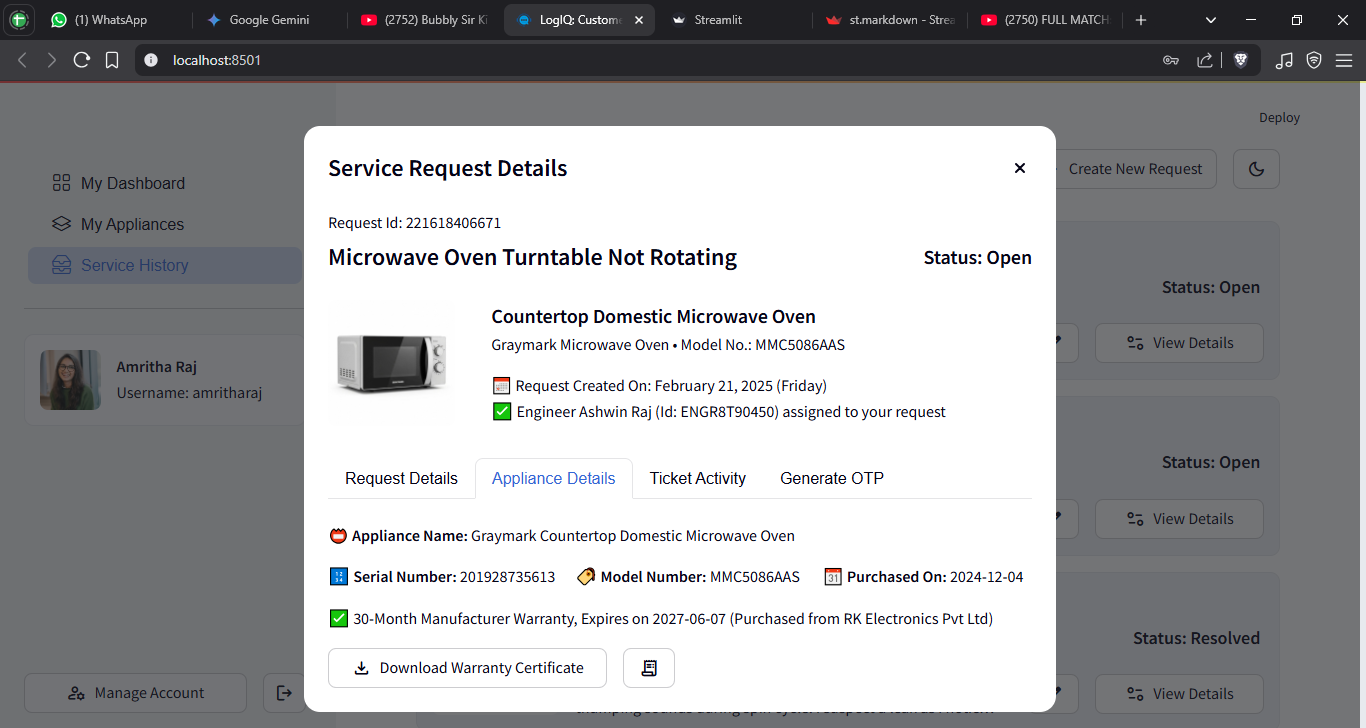 (1) WhatsApp
Google Gemini
(2752) Bubbly Sir Ki
LogIQ: Custome
Streamlit
st.markdown - Strea
(2750) FULL MATCH:
localhost:8501
Deploy
My Dashboard
My Appliances
Service History
Amritha Raj
Username: amritharaj
Manage Account
Create New Request
Status: Open
View Details
Status: Open
View Details
Status: Resolved
View Details
Service Request Details
Request Id: 221618406671
Microwave Oven Turntable Not Rotating
Status: Open
Countertop Domestic Microwave Oven
Graymark Microwave Oven • Model No.: MMC5086AAS
Request Created On: February 21, 2025 (Friday)
Engineer Ashwin Raj (Id: ENGR8T90450) assigned to your request
Request Details Appliance Details Ticket Activity Generate OTP
Appliance Name: Graymark Countertop Domestic Microwave Oven
Serial Number: 201928735613 Model Number: MMC5086AAS Purchased On: 2024-12-04
30-Month Manufacturer Warranty, Expires on 2027-06-07 (Purchased from RK Electronics Pvt Ltd)
Download Warranty Certificate